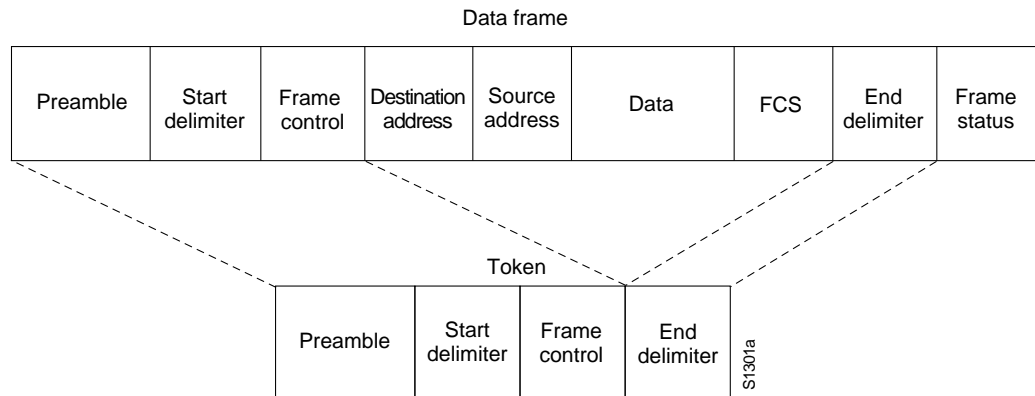 Data frame
Preamble
Start
delimiter
Frame
control
Destination
address
Source
address
Data
FCS
End
delimiter
Frame
status
Token
Preamble
Start
delimiter
Frame
control
End
delimiter
S1301a